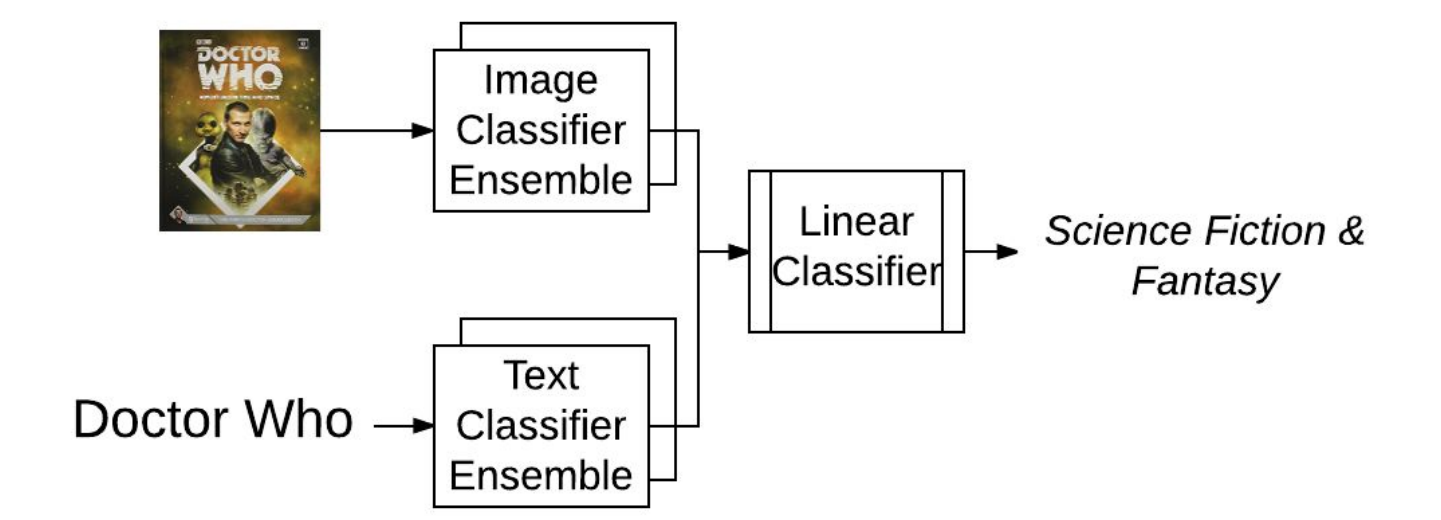 DOCTOR
WHO
Image
Classifier
Ensemble
Linear
Classifier
Science Fiction &
Fantasy
Doctor Who
Text
Classifier
Ensemble